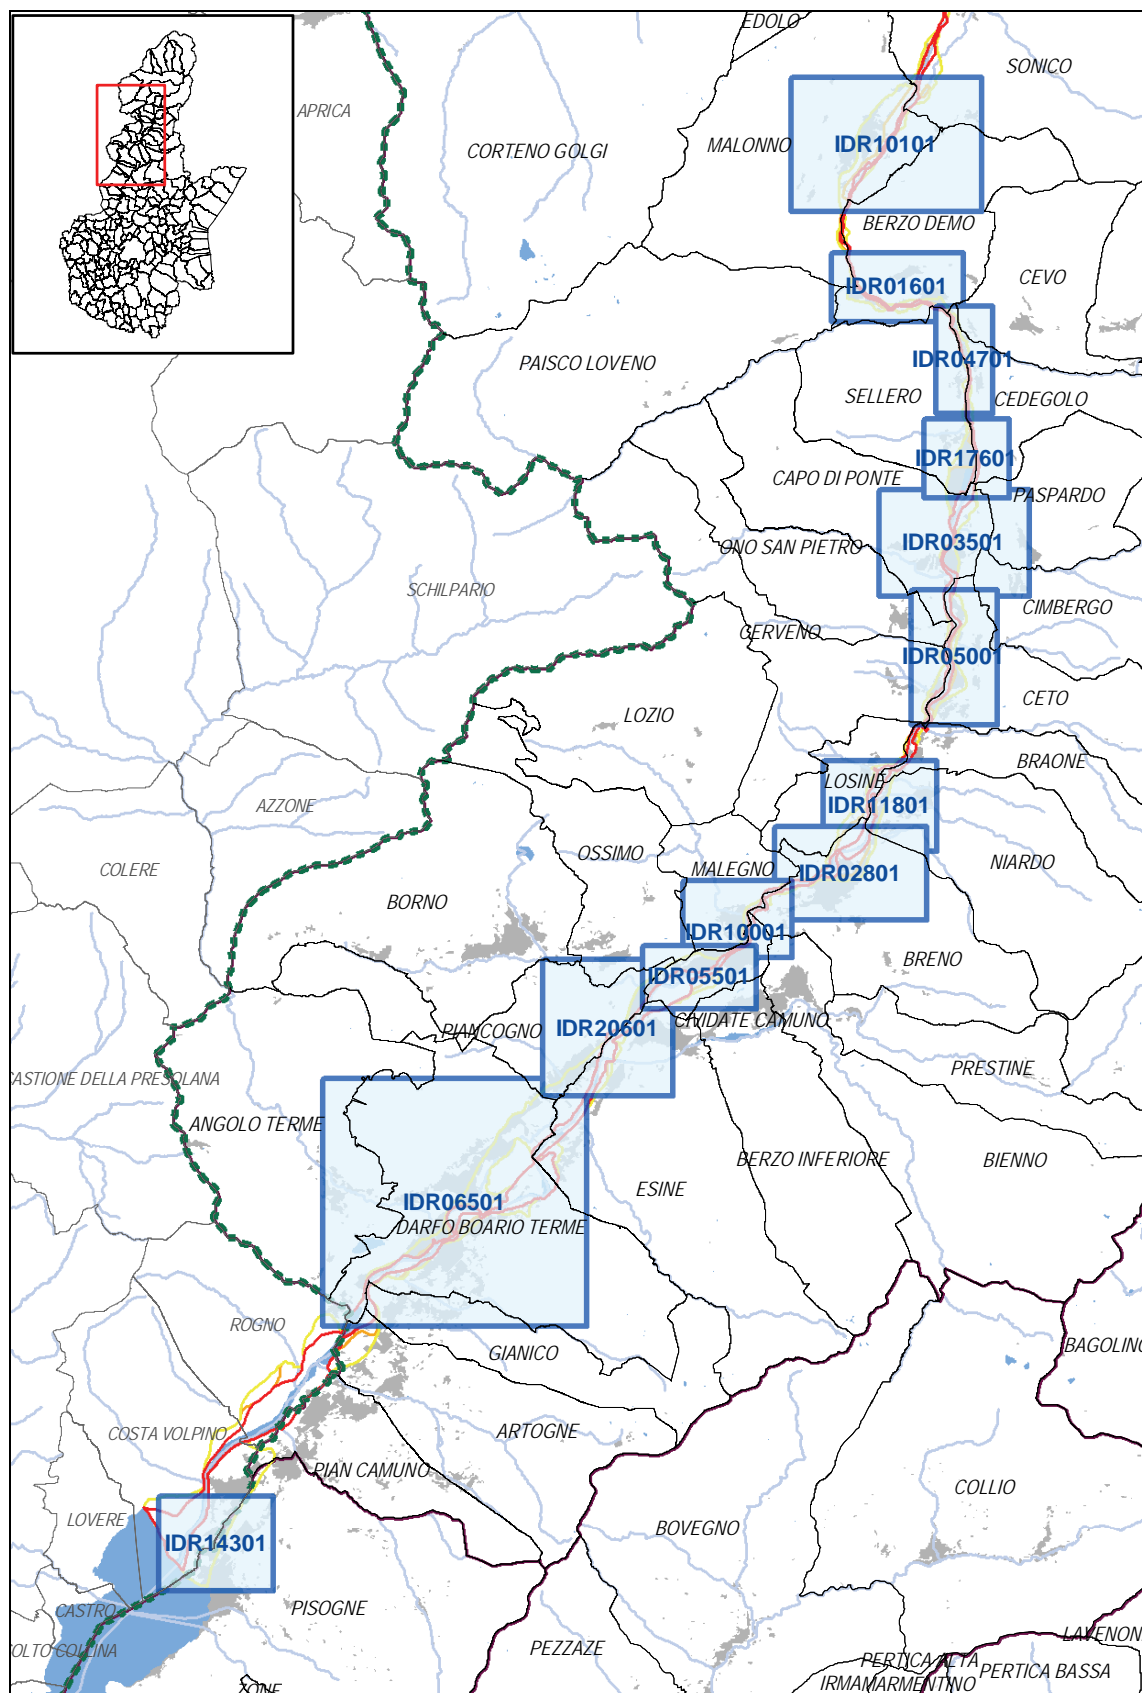 EDOLO
SONICO
APRICA
CORTENO GOLGI
MALONNO
IDR10101
BERZO DEMO
CEVO
IDR01601
PAISCO LOVENO
IDR04701
SELLERO
CEDEGOLO
IDR17601
CAPO DI PONTE
PASPARDO
IDR03501
ONO SAN PIETRO
SCHILPARIO
CIMBERGO
CERVENO
IDR05001
CETO
LOZIO
BRAONE
LOSINE
IDR11801
AZZONE
OSSIMO
NIARDO
COLERE
MALEGNO
IDR02801
BORNO
IDR10001
BRENO
IDR05501
PIANCOGNO
IDR20601
CIVIDATE CAMUNO
PRESTINE
CASTIONE DELLA PRESOLANA
ANGOLO TERME
BERZO INFERIORE
BIENNO
ESINE
IDR06501
DARFO BOARIO TERME
ROGNO
GIANICO
BAGOLINO
COSTA VOLPINO
ARTOGNE
PIAN CAMUNO
COLLIO
LOVERE
BOVEGNO
IDR14301
CASTRO
PISOGNE
OLTO COLLINA
PEZZAZE
LAVENON
PERTICA ALTA
PERTICA BASSA
IRMA
MARMENTINO
ZONE